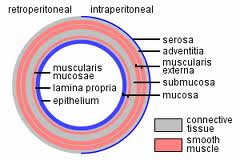 retroperitoneal intraperitoneal
serosa
adventitia
muscularis
externa
submucosa
mucosa
muscularis
mucosae
lamina propria
epithelium
connective
tissue
smooth
muscle